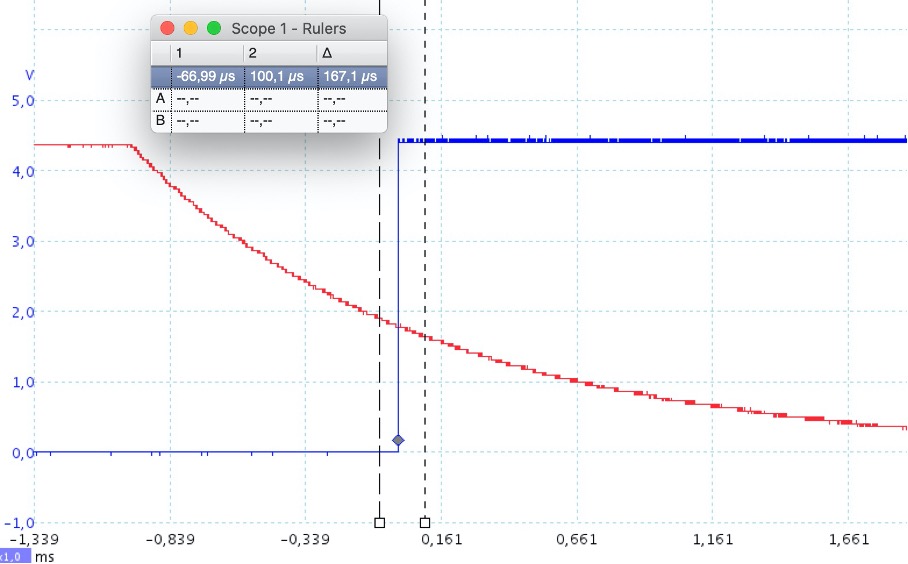 Scope 1 - Rulers
1 2 Δ
-66,99 µs 100,1 µs 167,1 µs
A --,-- --,-- --,--
B --,-- --,-- --,--
V
5,0
4,0
3,0
2,0
1,0
0,0
-1,0
-1,339 -0,839 -0,339 0,161 0,661 1,161 1,661
x1,0 ms